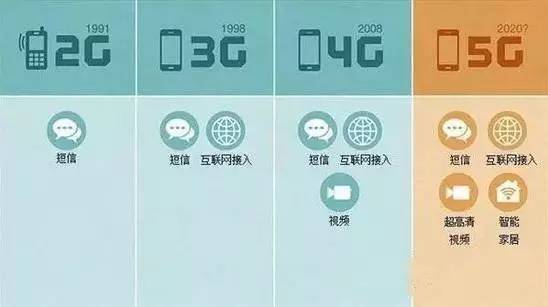 1991
2G
1998
3G
2008
4G
2020?
5G
短信
短信 互联网接入
短信 互联网接入
视频
短信 互联网接入
超高清
视频
智能
家居